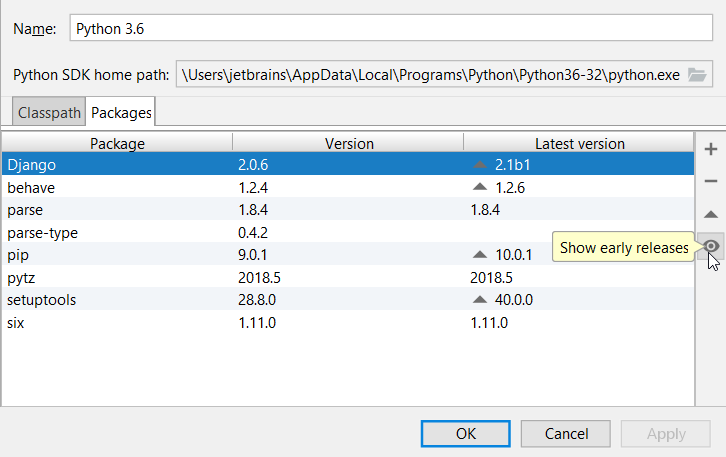 Name: Python 3.6
Python SDK home path: \Users\jetbrains\AppData\Local\Programs\Python\Python36-32\python.exe
Classpath Packages
Package Version Latest version
Django 2.0.6 2.1b1
behave 1.2.4 1.2.6
parse 1.8.4 1.8.4
parse-type 0.4.2
Show early releases
pip 9.0.1 10.0.1
pytz 2018.5 2018.5
setuptools 28.8.0 40.0.0
six 1.11.0 1.11.0
OK Cancel Apply